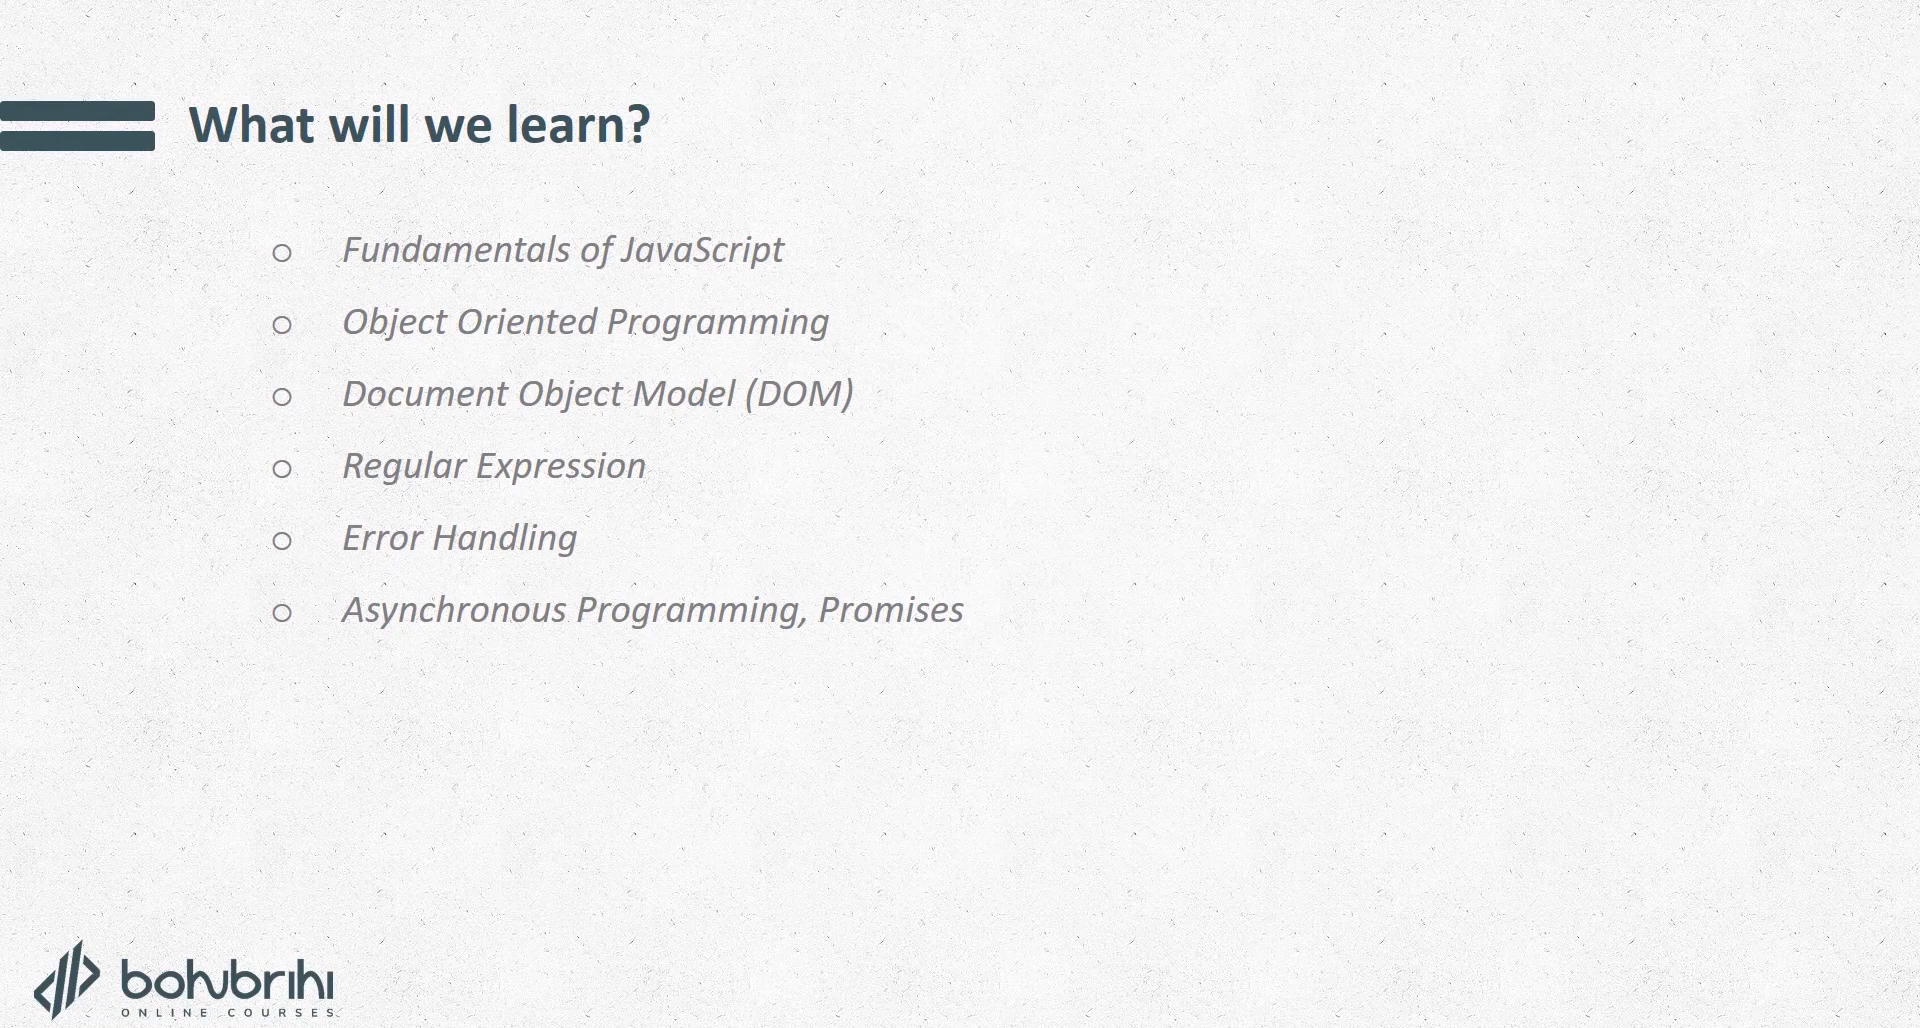 What will we learn?
o Fundamentals of JavaScript
o Object Oriented Programming
o Document Object Model (DOM)
o Regular Expression
o Error Handling
o Asynchronous Programming, Promises
bohubrihi
ONLINE COURSES